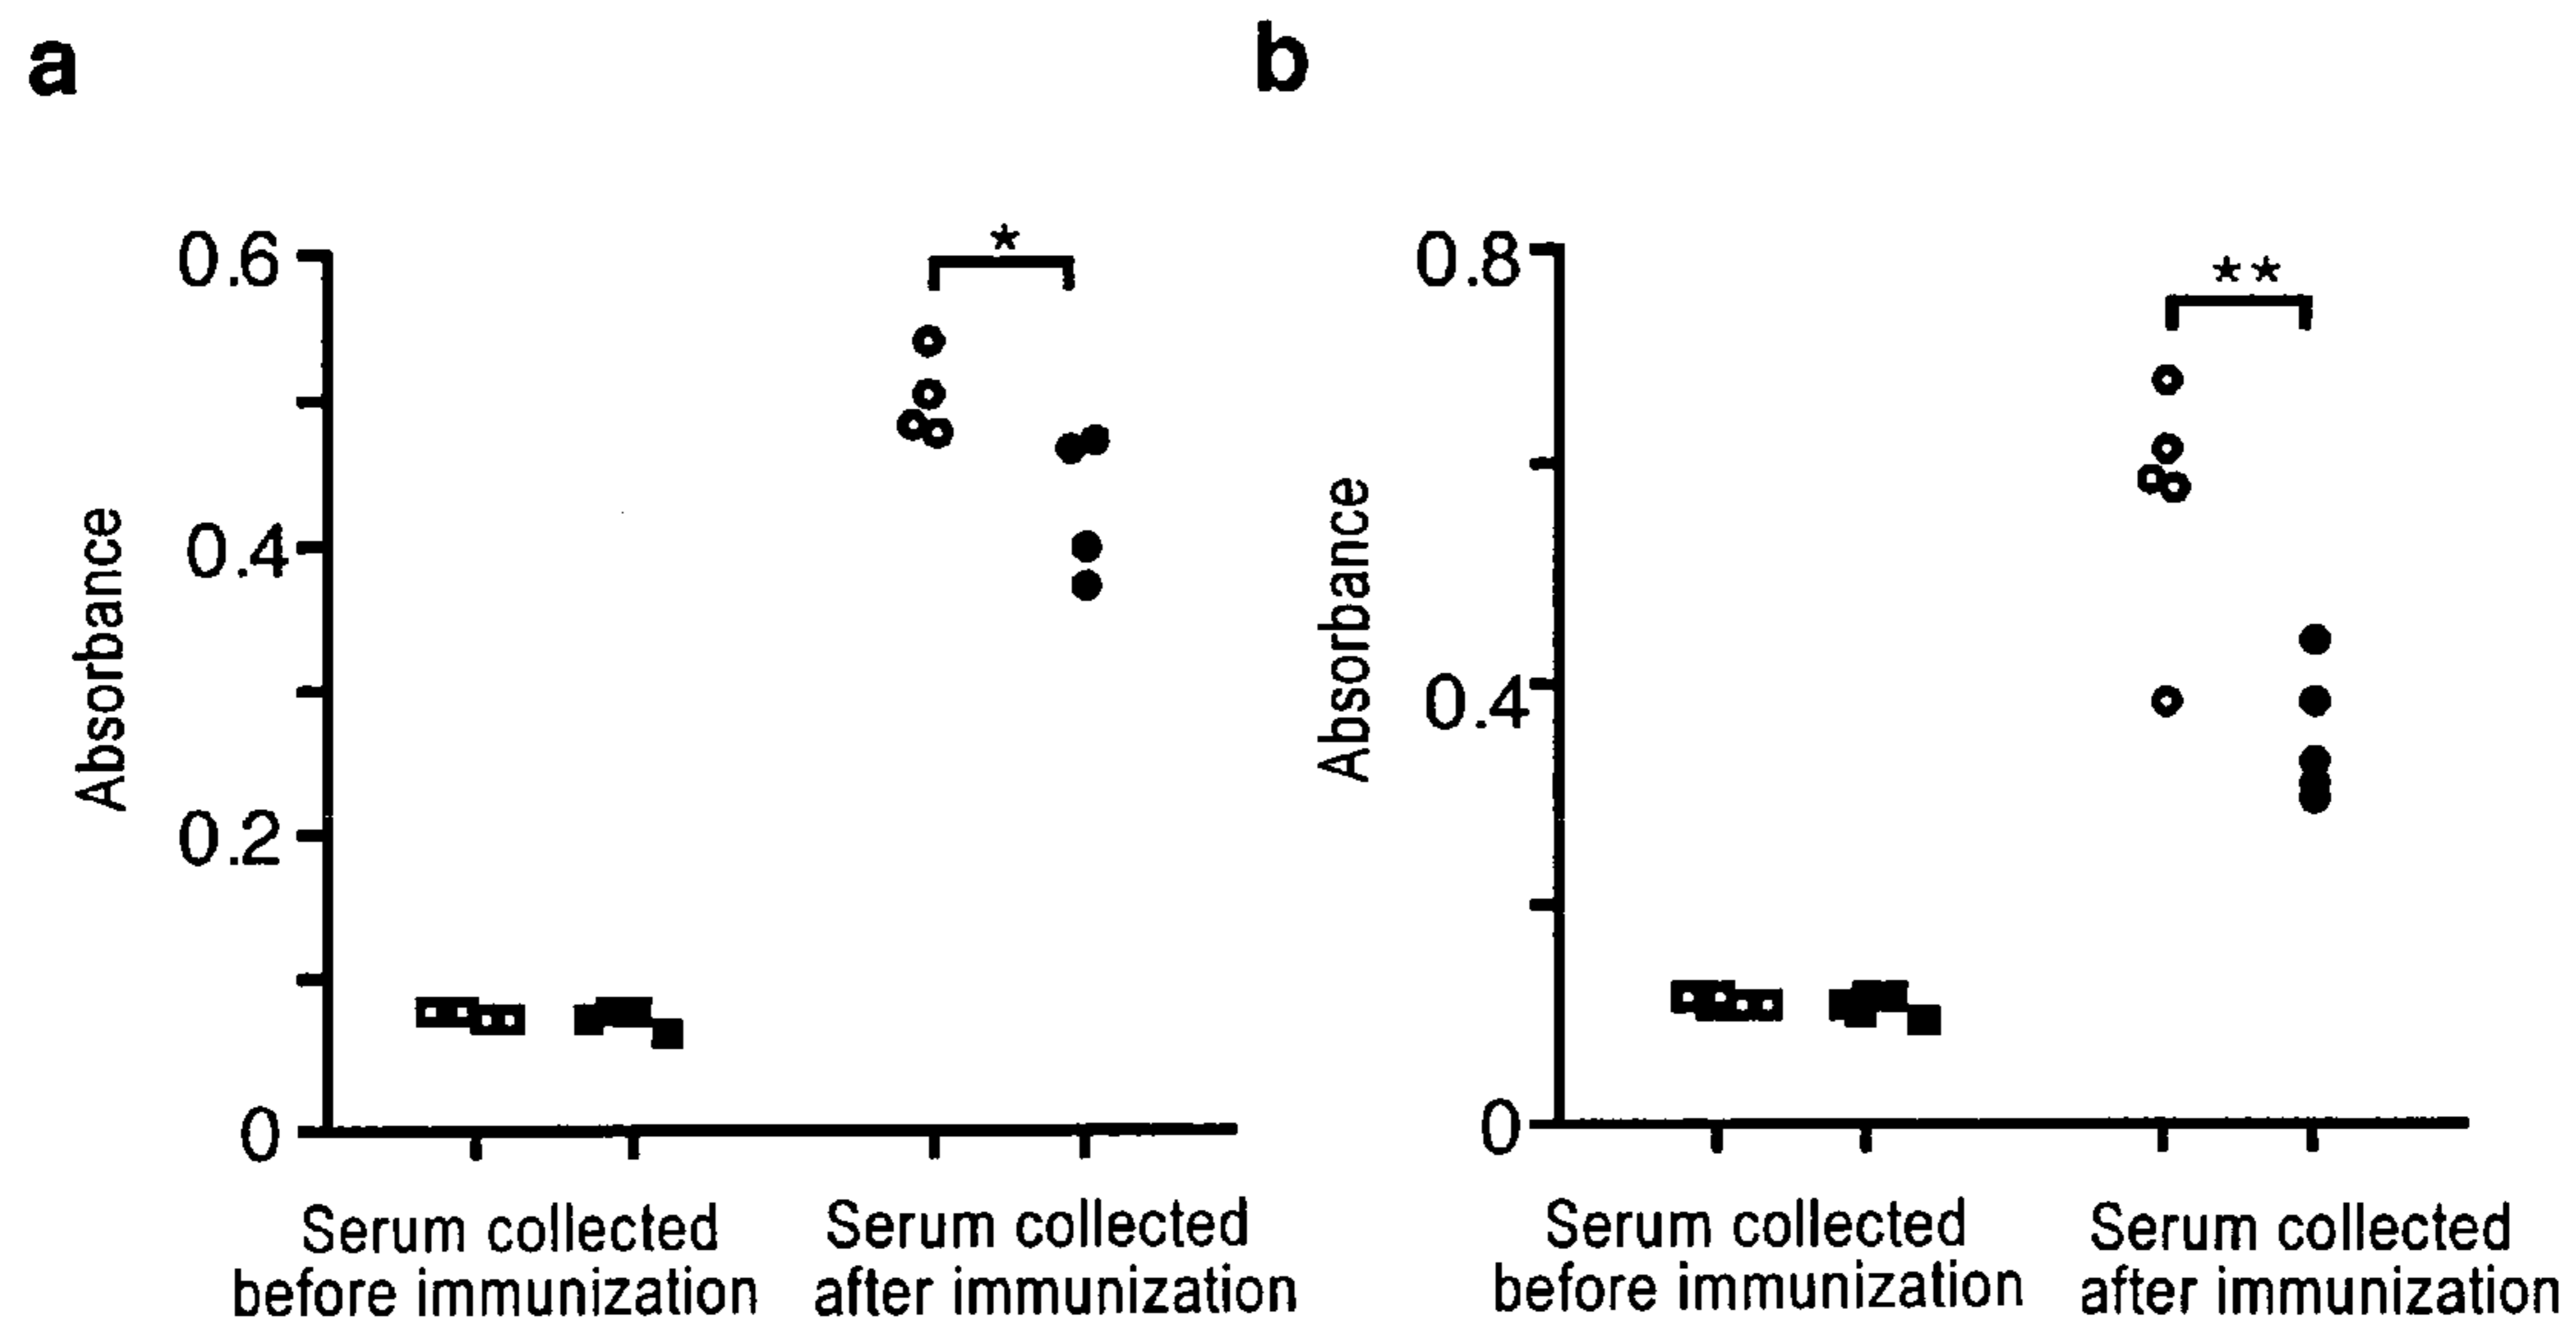 a
0.6
0.4
0.2
0
Absorbance
*
Serum collected
before immunization
Serum collected
after immunization
b
0.8
0.4
0
Absorbance
**
Serum collected
before immunization
Serum collected
after immunization